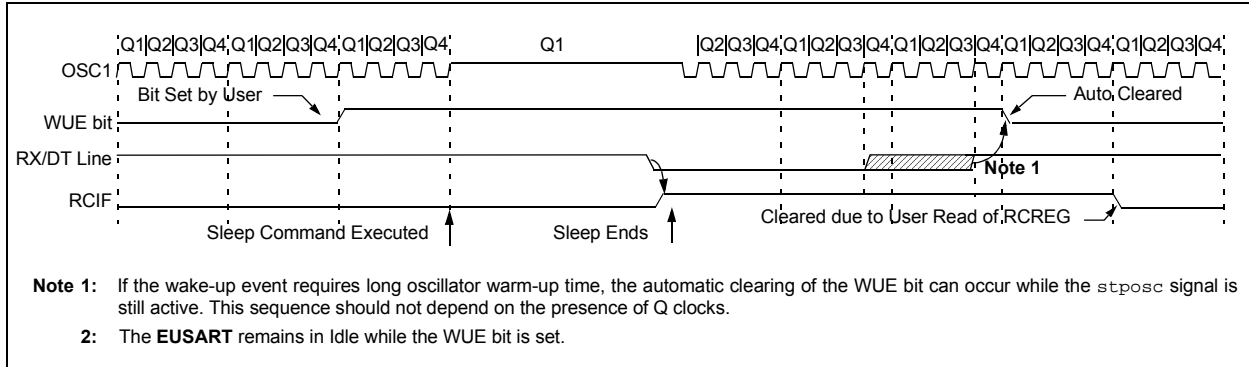 Q1|Q2|Q3|Q4 Q1|Q2|Q3|Q4 Q1|Q2|Q3|Q4 Q1 |Q2|Q3|Q4 Q1|Q2|Q3|Q4 Q1|Q2|Q3|Q4 Q1|Q2|Q3|Q4 Q1|Q2|Q3|Q4
OSC1
Bit Set by User
Auto Cleared
WUE bit
RX/DT Line
Note 1
RCIF
Cleared due to User Read of RCREG
Sleep Command Executed
Sleep Ends
Note 1: If the wake-up event requires long oscillator warm-up time, the automatic clearing of the WUE bit can occur while the stposc signal is
still active. This sequence should not depend on the presence of Q clocks.
2: The EUSART remains in Idle while the WUE bit is set.